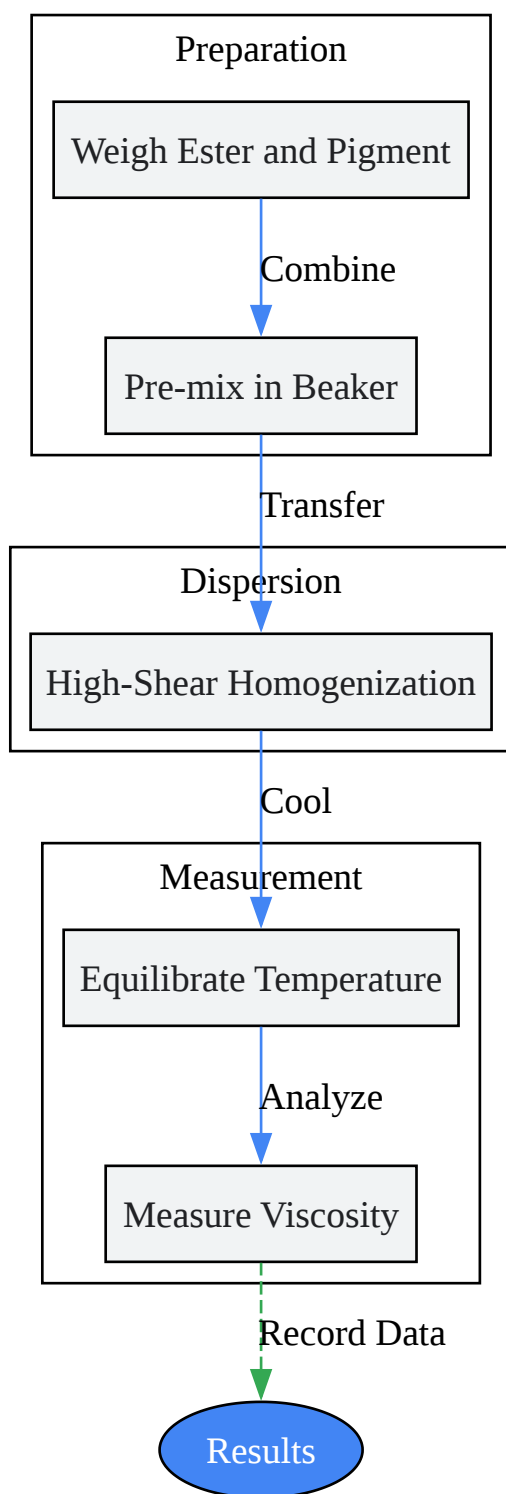 Preparation
Weigh Ester and Pigment
Combine
Pre-mix in Beaker
Transfer
Dispersion
High-Shear Homogenization
Cool
Measurement
Equilibrate Temperature
Analyze
Measure Viscosity
Record Data
Results